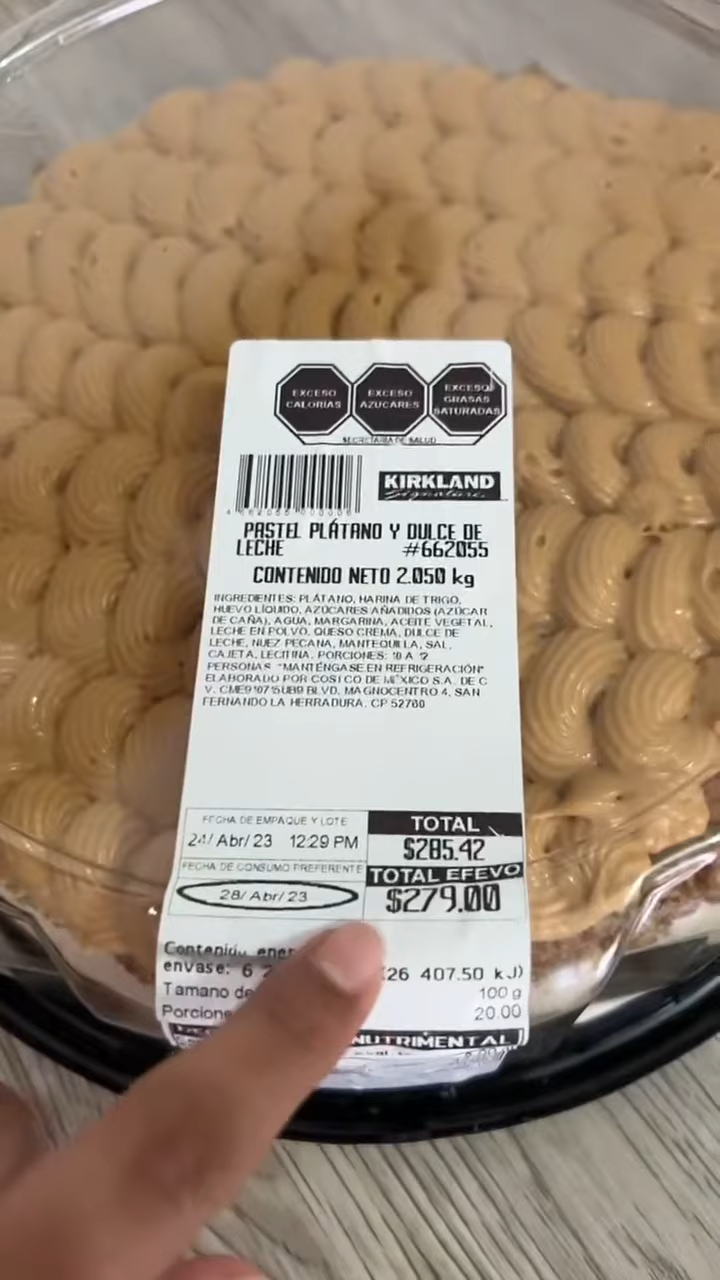 EXCESO CALORÍAS
EXCESO AZÚCARES
EXCESO GRASAS SATURADAS
SECRETARÍA DE SALUD
KIRKLAND
Signature
PASTEL PLÁTANO Y DULCE DE
LECHE #662055
CONTENIDO NETO 2.050 kg
INGREDIENTES: PLÁTANO, HARINA DE TRIGO,
HUEVO LÍQUIDO, AZÚCARES AÑADIDOS (AZÚCAR
DE CAÑA), AGUA, MARGARINA, ACEITE VEGETAL,
LECHE EN POLVO, QUESO CREMA, DULCE DE
LECHE, NUEZ PECANA, MANTEQUILLA, SAL,
CAJETA, LECITINA. PORCIONES: 10 A 12
PERSONAS "MANTÉNGASE EN REFRIGERACIÓN"
ELABORADO POR COSTCO DE MÉXICO S.A. DE C
V. BLVD. MAGNOCENTRO 4, SAN
FERNANDO LA HERRADURA. CP 52760
FECHA DE EMPAQUE Y LOTE
24/ Abr/ 23 12:29 PM
TOTAL
$285.42
FECHA DE CONSUMO PREFERENTE
28/ Abr/ 23
TOTAL EFEVO
$279.00
Contenido
envase: 6 26 407.50 kJ)
Tamano de 100 g
Porcione 20.00
NUTRIMENTAL